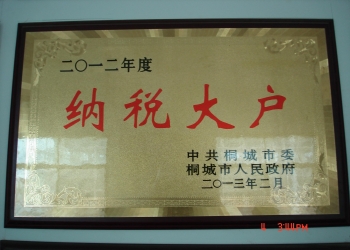 二〇一二年度
纳税大户
中共桐城市委
桐城市人民政府
二〇一三年二月